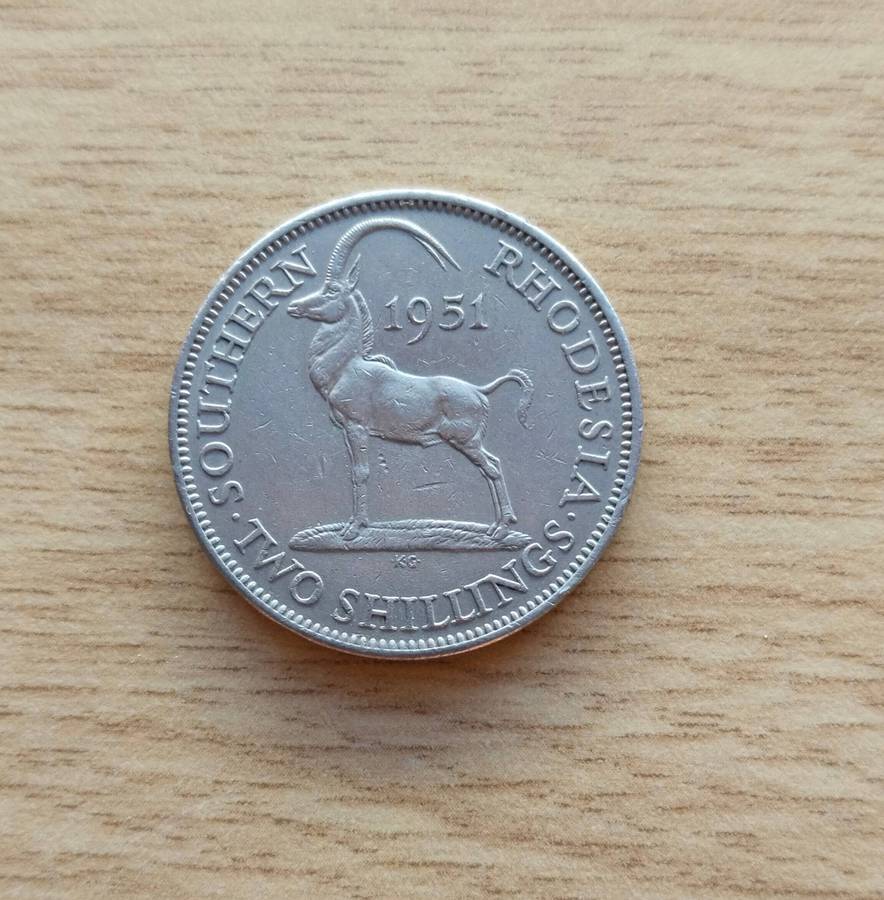 SOUTHERN RHODESIA
1951
KG
· TWO SHILLINGS ·